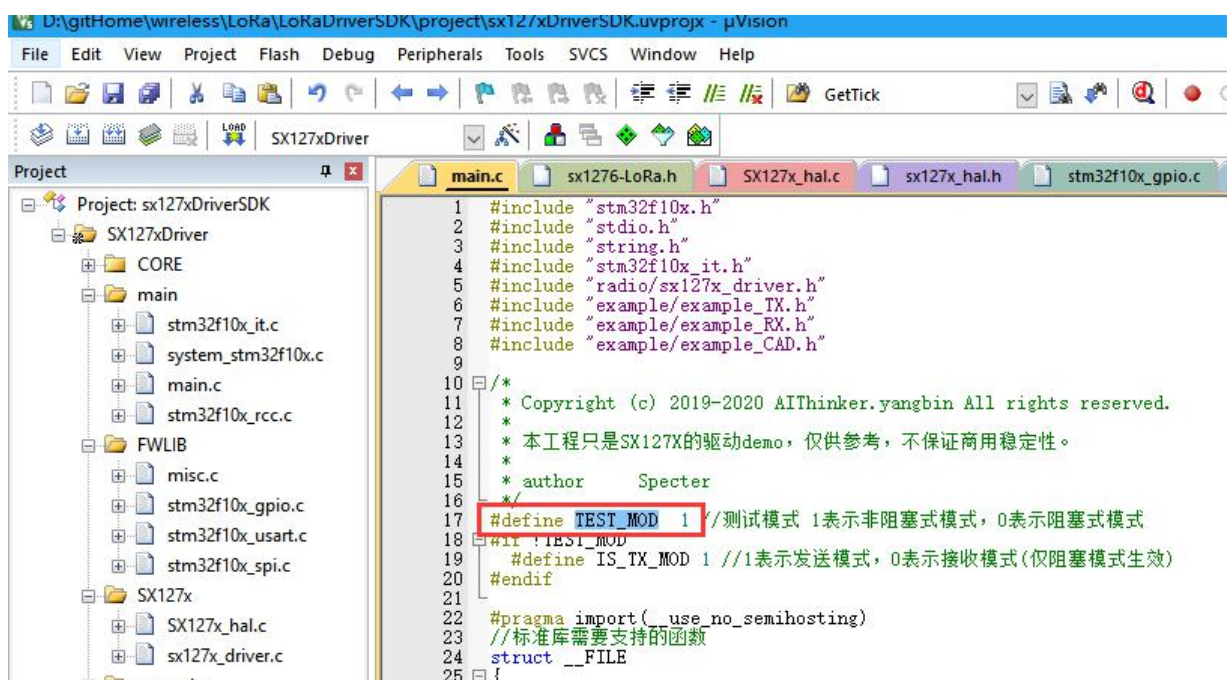 D:\gitHome\wireless\LoRa\LoRaDriverSDK\project\sx127xDriverSDK.uvprojx - µVision
File Edit View Project Flash Debug Peripherals Tools SVCS Window Help
GetTick
LOAD SX127xDriver
Project
main.c sx1276-LoRa.h SX127x_hal.c sx127x_hal.h stm32f10x_gpio.c
Project: sx127xDriverSDK
SX127xDriver
CORE
main
stm32f10x_it.c
system_stm32f10x.c
main.c
stm32f10x_rcc.c
FWLIB
misc.c
stm32f10x_gpio.c
stm32f10x_usart.c
stm32f10x_spi.c
SX127x
SX127x_hal.c
sx127x_driver.c
1 #include "stm32f10x.h"
2 #include "stdio.h"
3 #include "string.h"
4 #include "stm32f10x_it.h"
5 #include "radio/sx127x_driver.h"
6 #include "example/example_TX.h"
7 #include "example/example_RX.h"
8 #include "example/example_CAD.h"
9
10 /*
11 * Copyright (c) 2019-2020 AIThinker.yangbin All rights reserved.
12 *
13 * 本工程只是SX127X的驱动demo，仅供参考，不保证商用稳定性。
14 *
15 * author Specter
16 */
17 #define TEST_MOD 1 //测试模式 1表示非阻塞式模式，0表示阻塞式模式
18 #if !TEST_MOD
19 #define IS_TX_MOD 1 //1表示发送模式，0表示接收模式(仅阻塞模式生效)
20 #endif
21
22 #pragma import(__use_no_semihosting)
23 //标准库需要支持的函数
24 struct __FILE
25 {